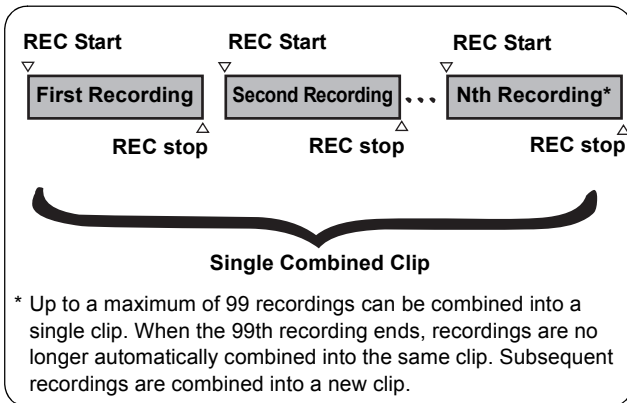 REC Start REC Start REC Start
First Recording Second Recording ... Nth Recording*
REC stop REC stop REC stop
Single Combined Clip
* Up to a maximum of 99 recordings can be combined into a
single clip. When the 99th recording ends, recordings are no
longer automatically combined into the same clip. Subsequent
recordings are combined into a new clip.